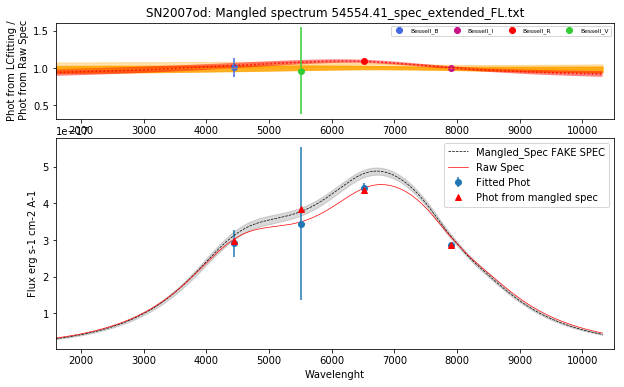 SN2007od: Mangled spectrum 54554.41_spec_extended_FL.txt
Phot from LCfitting /
Phot from Raw Spec
1.5
1.0
0.5
Bessell_B
Bessell_I
Bessell_R
Bessell_V
2000 3000 4000 5000 6000 7000 8000 9000 10000
1e-17
Flux erg s-1 cm-2 A-1
5
4
3
2
1
Mangled_Spec FAKE SPEC
Raw Spec
Fitted Phot
Phot from mangled spec
2000 3000 4000 5000 6000 7000 8000 9000 10000
Wavelenght